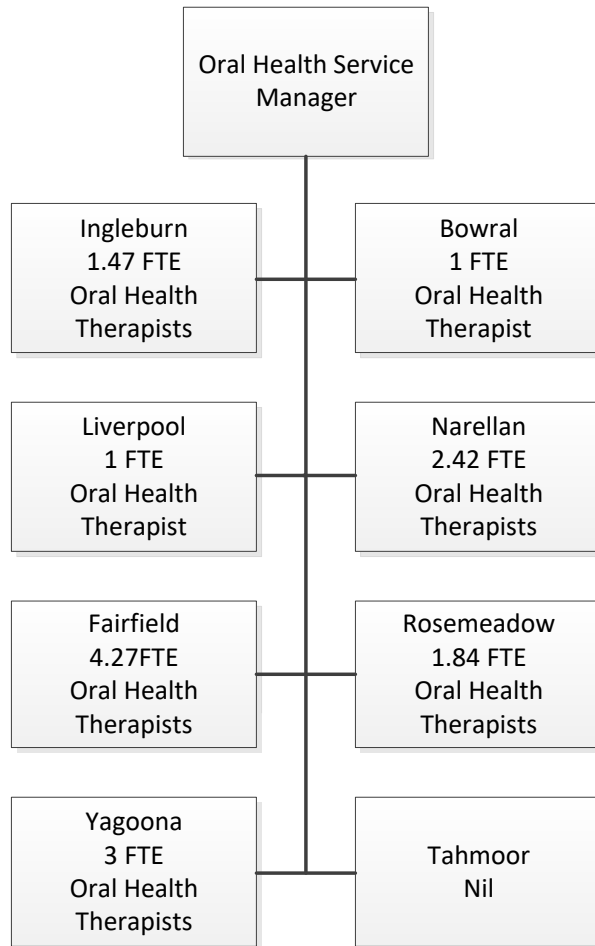 Oral Health Service
Manager
Ingleburn
1.47 FTE
Oral Health
Therapists
Bowral
1 FTE
Oral Health
Therapist
Liverpool
1 FTE
Oral Health
Therapist
Narellan
2.42 FTE
Oral Health
Therapists
Fairfield
4.27FTE
Oral Health
Therapists
Rosemeadow
1.84 FTE
Oral Health
Therapists
Yagoona
3 FTE
Oral Health
Therapists
Tahmoor
Nil